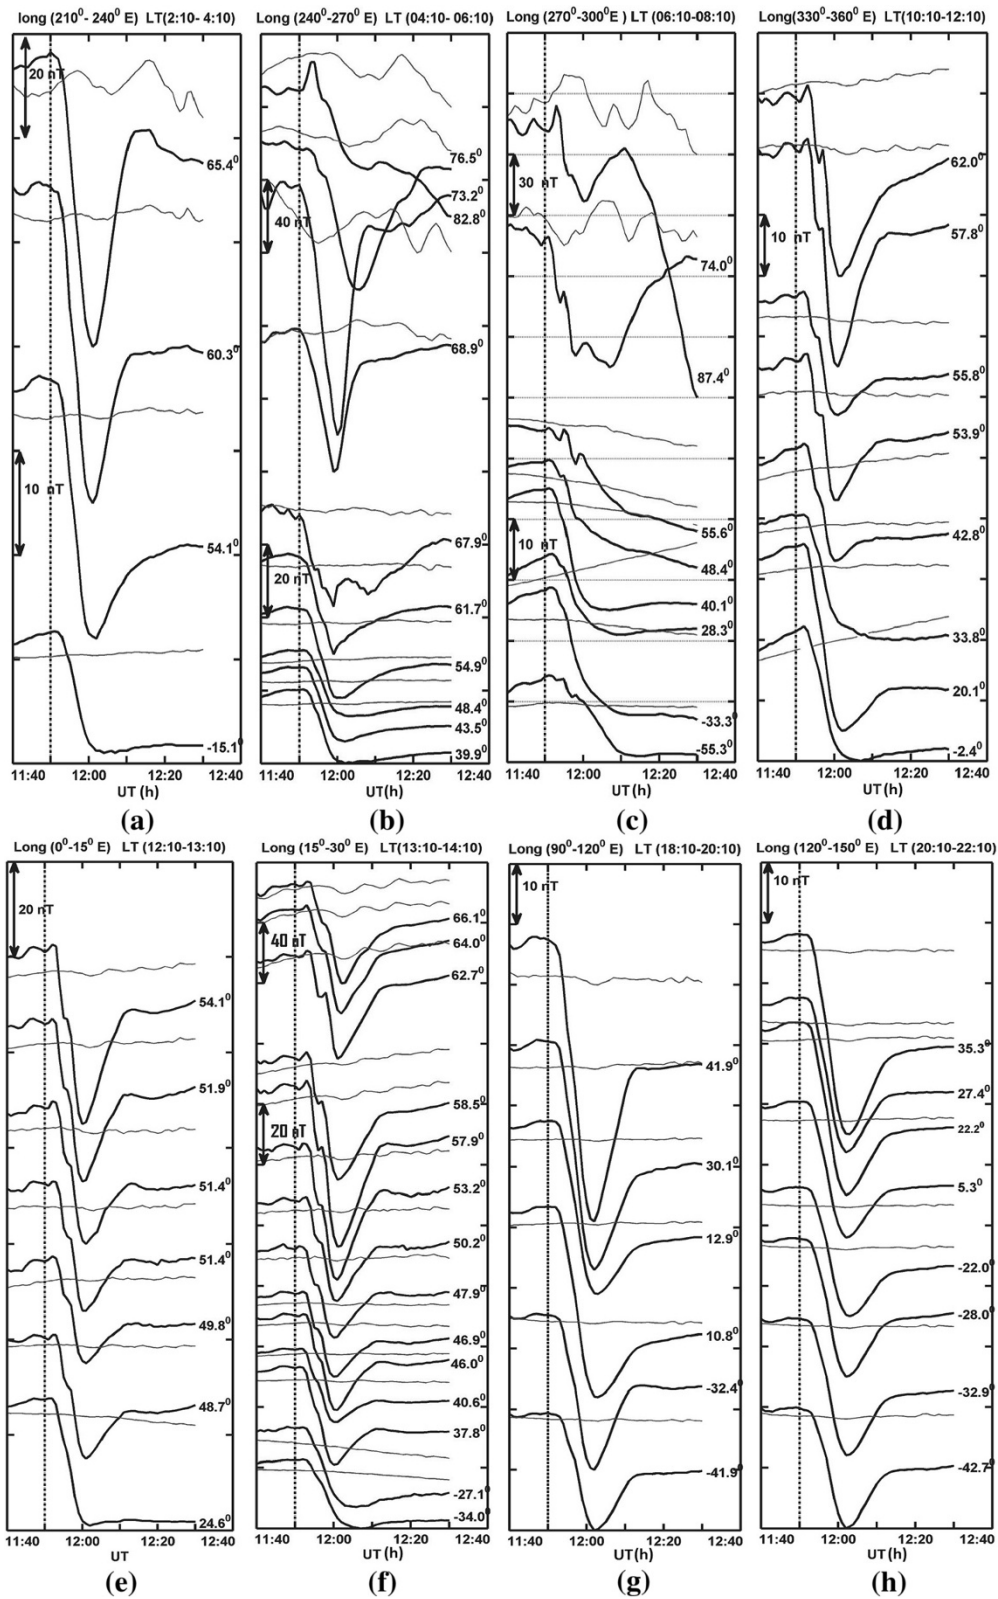 long (210⁰- 240⁰ E) LT(2:10- 4:10)
20 nT
65.4⁰
60.3⁰
10 nT
54.1⁰
-15.1⁰
11:40 12:00 12:20 12:40
UT (h)
(a)
Long (240⁰-270⁰ E) LT (04:10- 06:10)
76.5⁰
73.2⁰
82.8⁰
40 nT
68.9⁰
67.9⁰
20 nT
61.7⁰
54.9⁰
48.4⁰
43.5⁰
39.9⁰
11:40 12:00 12:20 12:40
UT(h)
(b)
Long (270⁰-300⁰E ) LT (06:10-08:10)
30 nT
74.0⁰
87.4⁰
55.6⁰
10 nT
48.4⁰
40.1⁰
28.3⁰
-33.3⁰
-55.3⁰
11:40 12:00 12:20 12:40
UT (h)
(c)
Long(330⁰-360⁰ E) LT(10:10-12:10)
62.0⁰
57.8⁰
10 nT
55.8⁰
53.9⁰
42.8⁰
33.8⁰
20.1⁰
-2.4⁰
11:40 12:00 12:20 12:40
UT(h)
(d)
Long (0⁰-15⁰ E) LT (12:10-13:10)
20 nT
54.1⁰
51.9⁰
51.4⁰
51.4⁰
49.8⁰
48.7⁰
24.6⁰
11:40 12:00 12:20 12:40
UT
(e)
Long (15⁰-30⁰ E) LT(13:10-14:10)
66.1⁰
40 nT
64.0⁰
62.7⁰
58.5⁰
20 nT
57.9⁰
53.2⁰
50.2⁰
47.9⁰
46.9⁰
46.0⁰
40.6⁰
37.8⁰
-27.1⁰
-34.0⁰
11:40 12:00 12:20 12:40
UT(h)
(f)
Long (90⁰-120⁰ E) LT (18:10-20:10)
10 nT
41.9⁰
30.1⁰
12.9⁰
10.8⁰
-32.4⁰
-41.9⁰
11:40 12:00 12:20 12:40
UT (h)
(g)
Long (120⁰-150⁰ E) LT (20:10-22:10)
10 nT
35.3⁰
27.4⁰
22.2⁰
5.3⁰
-22.0⁰
-28.0⁰
-32.9⁰
-42.7⁰
11:40 12:00 12:20 12:40
UT (h)
(h)